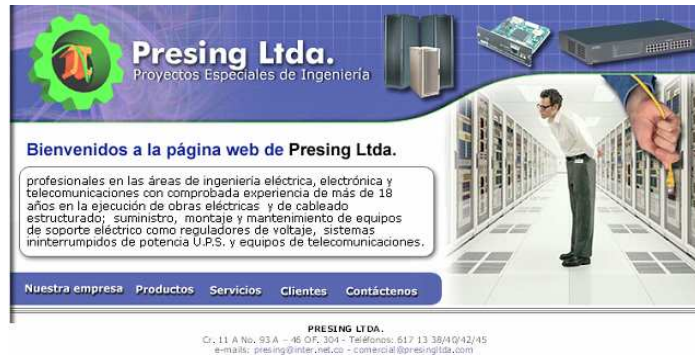 Presing Ltda.
Proyectos Especiales de Ingeniería
Bienvenidos a la página web de Presing Ltda.
profesionales en las áreas de ingeniería eléctrica, electrónica y
telecomunicaciones con comprobada experiencia de más de 18
años en la ejecución de obras eléctricas y de cableado
estructurado; suministro, montaje y mantenimiento de equipos
de soporte eléctrico como reguladores de voltaje, sistemas
ininterrumpidos de potencia U.P.S. y equipos de telecomunicaciones.
Nuestra empresa Productos Servicios Clientes Contáctenos
PRESING LTDA.
Cr. 11 A No. 93 A - 46 OF. 304 - Teléfonos: 617 13 38/40/42/45
e-mails: presing@inter.net.co - comercial@presingltda.com